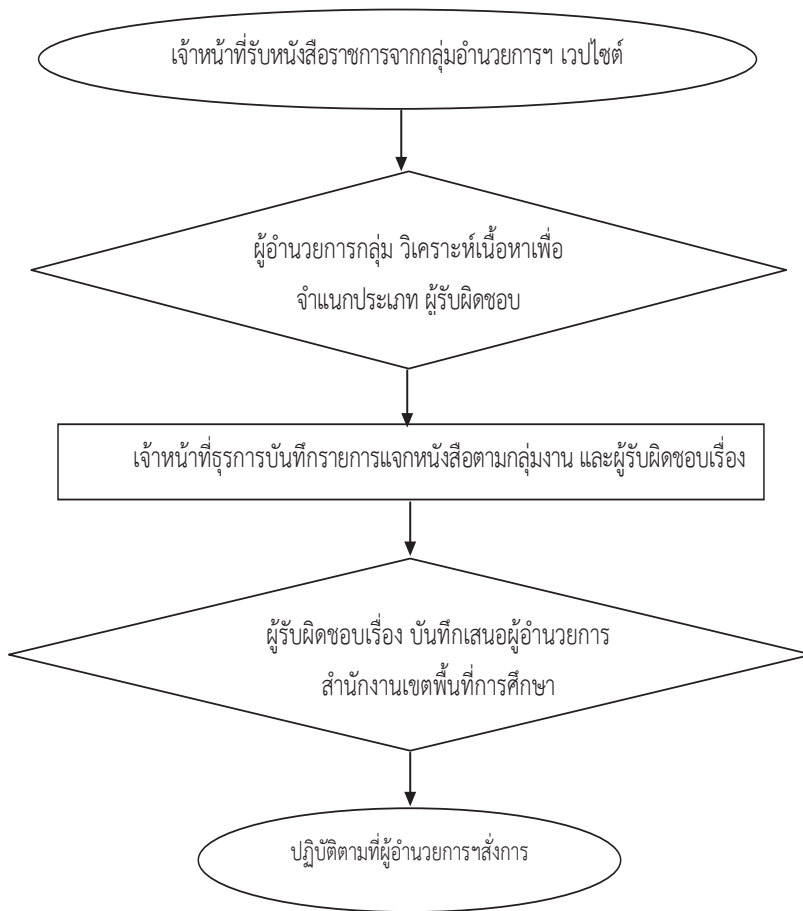 เจ้าหน้าที่รับหนังสือราชการจากกลุ่มอำนวยการฯ เวปไซต์
ผู้อำนวยการกลุ่ม วิเคราะห์เนื้อหาเพื่อ
จำแนกประเภท ผู้รับผิดชอบ
เจ้าหน้าที่ธุรการบันทึกรายการแจกหนังสือตามกลุ่มงาน และผู้รับผิดชอบเรื่อง
ผู้รับผิดชอบเรื่อง บันทึกเสนอผู้อำนวยการ
สำนักงานเขตพื้นที่การศึกษา
ปฏิบัติตามที่ผู้อำนวยการฯสั่งการ